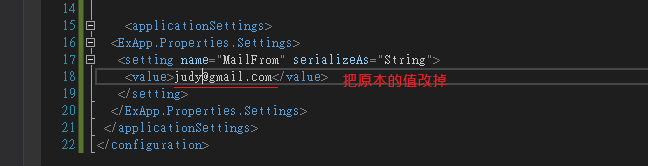 14
15 <applicationSettings>
16 <ExApp.Properties.Settings>
17 <setting name="MailFrom" serializeAs="String">
18 <value>judy@gmail.com</value> 把原本的值改掉
19 </setting>
20 </ExApp.Properties.Settings>
21 </applicationSettings>
22 </configuration>